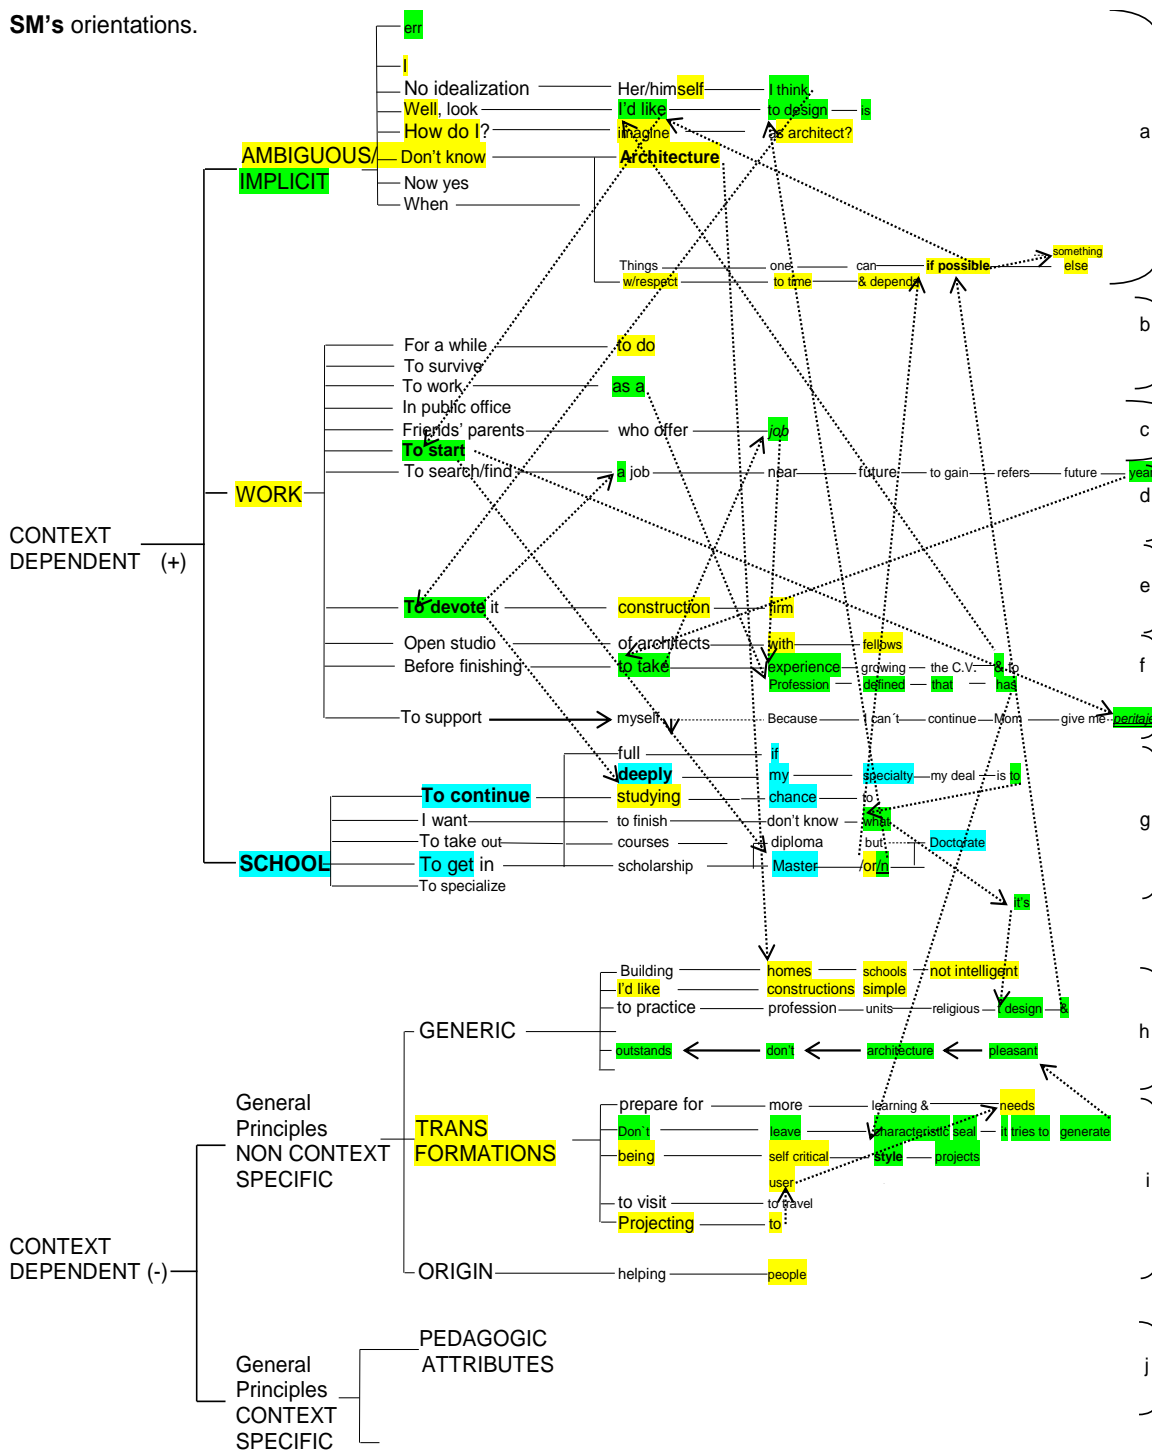 SM's orientations.
err
I
No idealization Her/himself I think
Well, look I'd like to design is
How do I? imagine as architect?
a
AMBIGUOUS/ Don't know Architecture
IMPLICIT
Now yes
When
something
Things one can if possible else
w/respect to time & depends
b
For a while to do
To survive
To work as a
In public office
Friends' parents who offer job
c
To start
To search/find a job near future to gain refers future year
WORK
d
CONTEXT
DEPENDENT (+)
e
To devote it construction firm
Open studio of architects with fellows
Before finishing to take experience growing the C.V. & to
f
Profession defined that has
To support myself Because I can´t continue Mom give me peritaje
full if
deeply my specialty my deal is to
To continue studying chance to
I want to finish don't know what
g
To take out courses diploma but Doctorate
SCHOOL To get in scholarship Master /or/n
To specialize
it's
Building homes schools not intelligent
I'd like constructions simple
to practice profession units religious I design &
GENERIC
h
outstands don't architecture pleasant
General
Principles
NON CONTEXT
SPECIFIC
prepare for more learning & needs
TRANS
FORMATIONS
Don`t leave characteristic seal it tries to generate
being self critical style projects
user
i
to visit to travel
Projecting to
CONTEXT
DEPENDENT (-)
ORIGIN helping people
PEDAGOGIC
ATTRIBUTES
j
General
Principles
CONTEXT
SPECIFIC